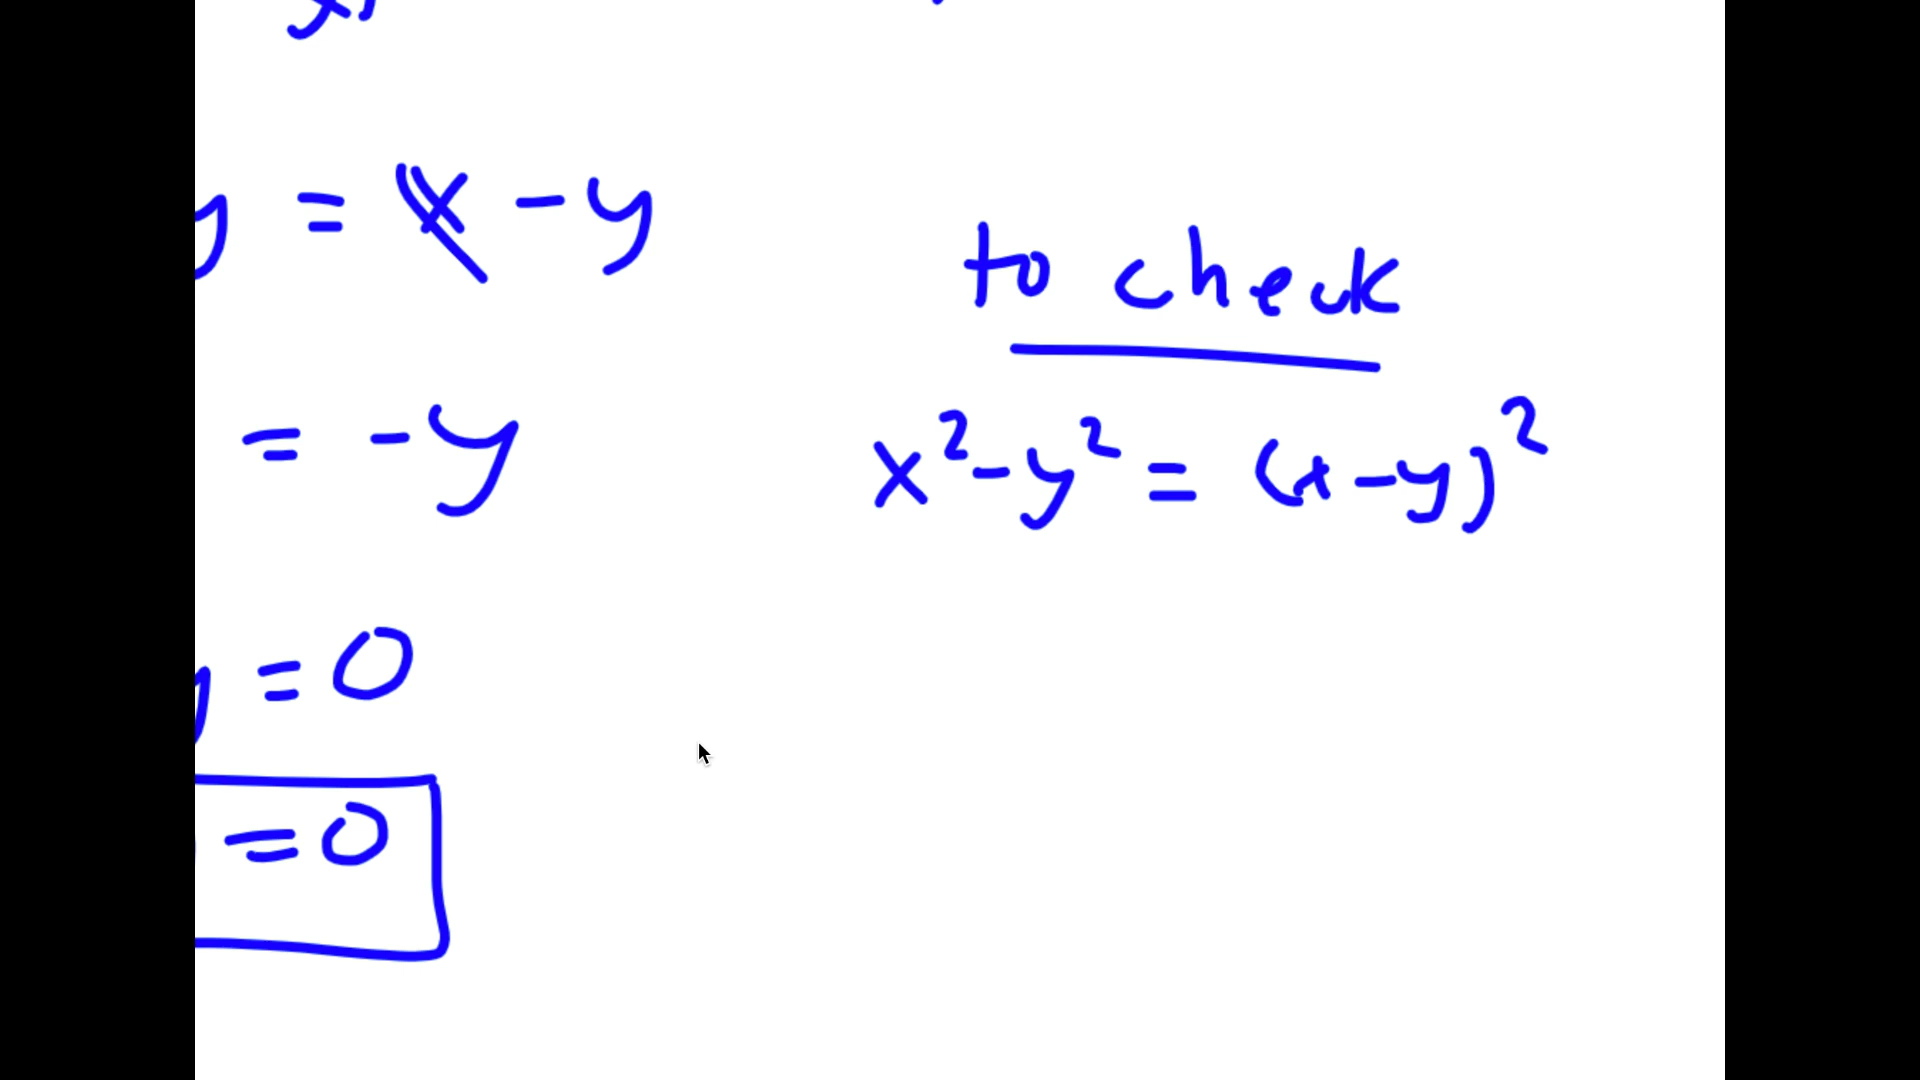 y = x - y
to check
= -y
x² - y² = (x - y)²
y = 0
= 0